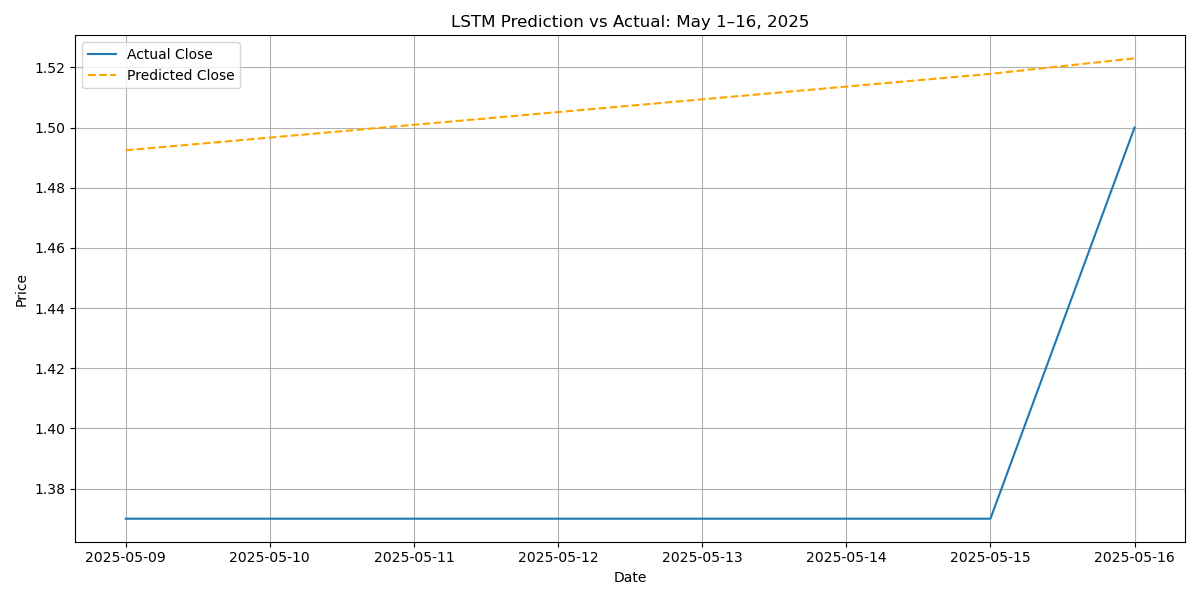 LSTM Prediction vs Actual: May 1–16, 2025
Actual Close
Predicted Close
Price
1.52
1.50
1.48
1.46
1.44
1.42
1.40
1.38
2025-05-09 2025-05-10 2025-05-11 2025-05-12 2025-05-13 2025-05-14 2025-05-15 2025-05-16
Date